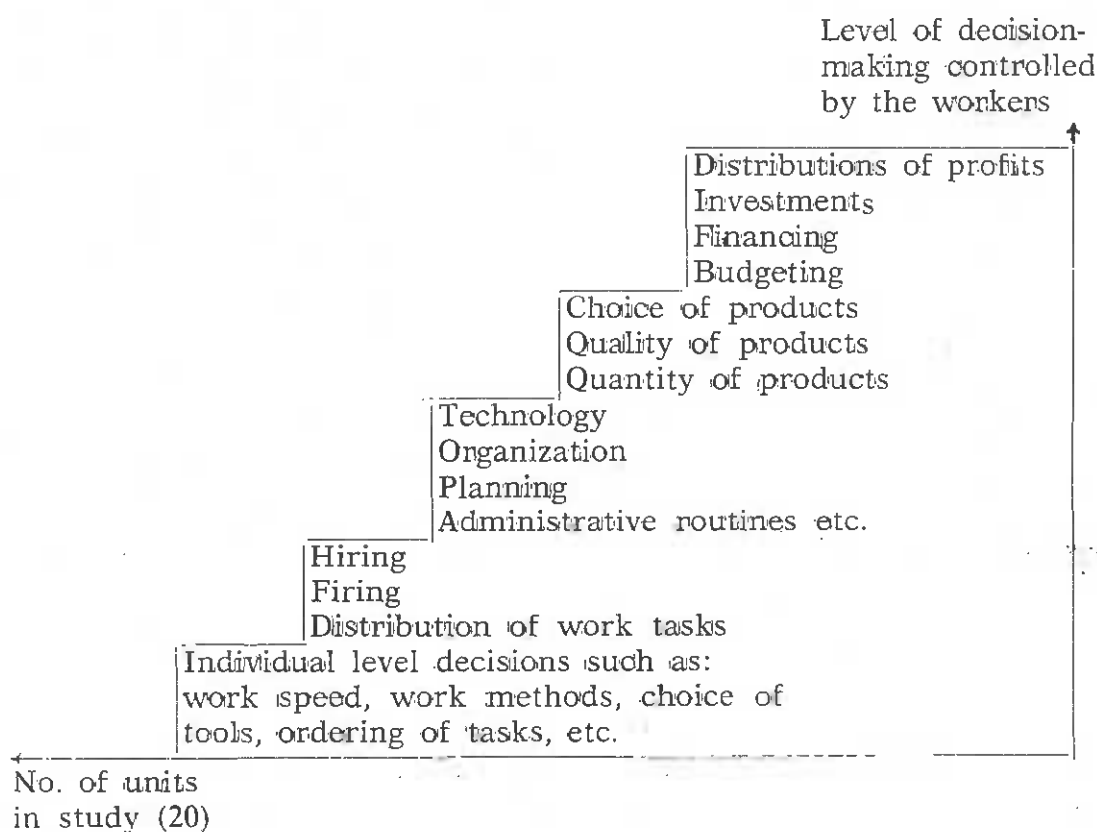 Level of decision-
making controlled
by the workers
Distributions of profits
Investments
Financing
Budgeting
Choice of products
Quality of products
Quantity of products
Technology
Organization
Planning
Administrative routines etc.
Hiring
Firing
Distribution of work tasks
Individual level decisions such as:
work speed, work methods, choice of
tools, ordering of tasks, etc.
No. of units
in study (20)